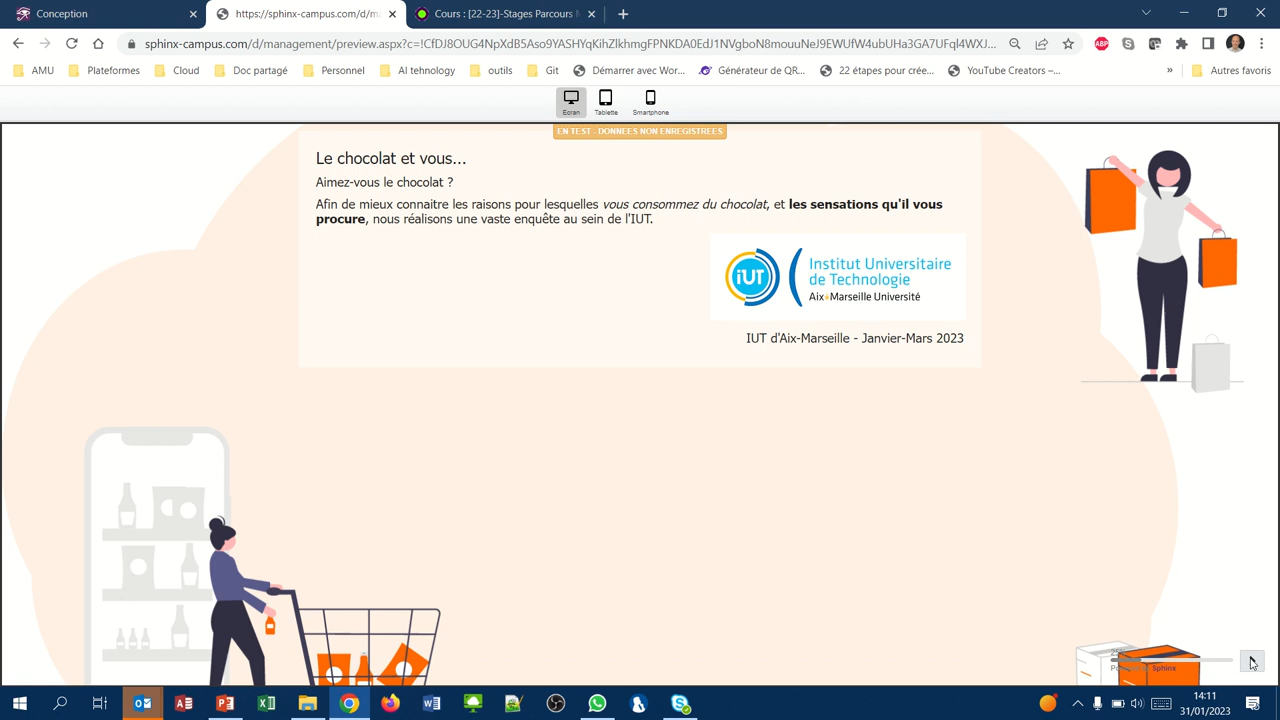 Conception
https://sphinx-campus.com/d/ma
Cours : [22-23]-Stages Parcours
sphinx-campus.com/d/management/preview.aspx?c=
AMU
Plateformes
Cloud
Doc partagé
Personnel
AI tehnology
outils
Git
Démarrer avec Wor...
Générateur de QR...
22 étapes pour crée...
YouTube Creators –...
»
Autres favoris
Ecran
Tablette
Smartphone
EN TEST - DONNEES NON ENREGISTREES
Le chocolat et vous...
Aimez-vous le chocolat ?
Afin de mieux connaitre les raisons pour lesquelles vous consommez du chocolat, et les sensations qu'il vous
procure, nous réalisons une vaste enquête au sein de l'IUT.
iUT
Institut Universitaire
de Technologie
Aix Marseille Université
IUT d'Aix-Marseille - Janvier-Mars 2023
Sphinx
14:11
31/01/2023